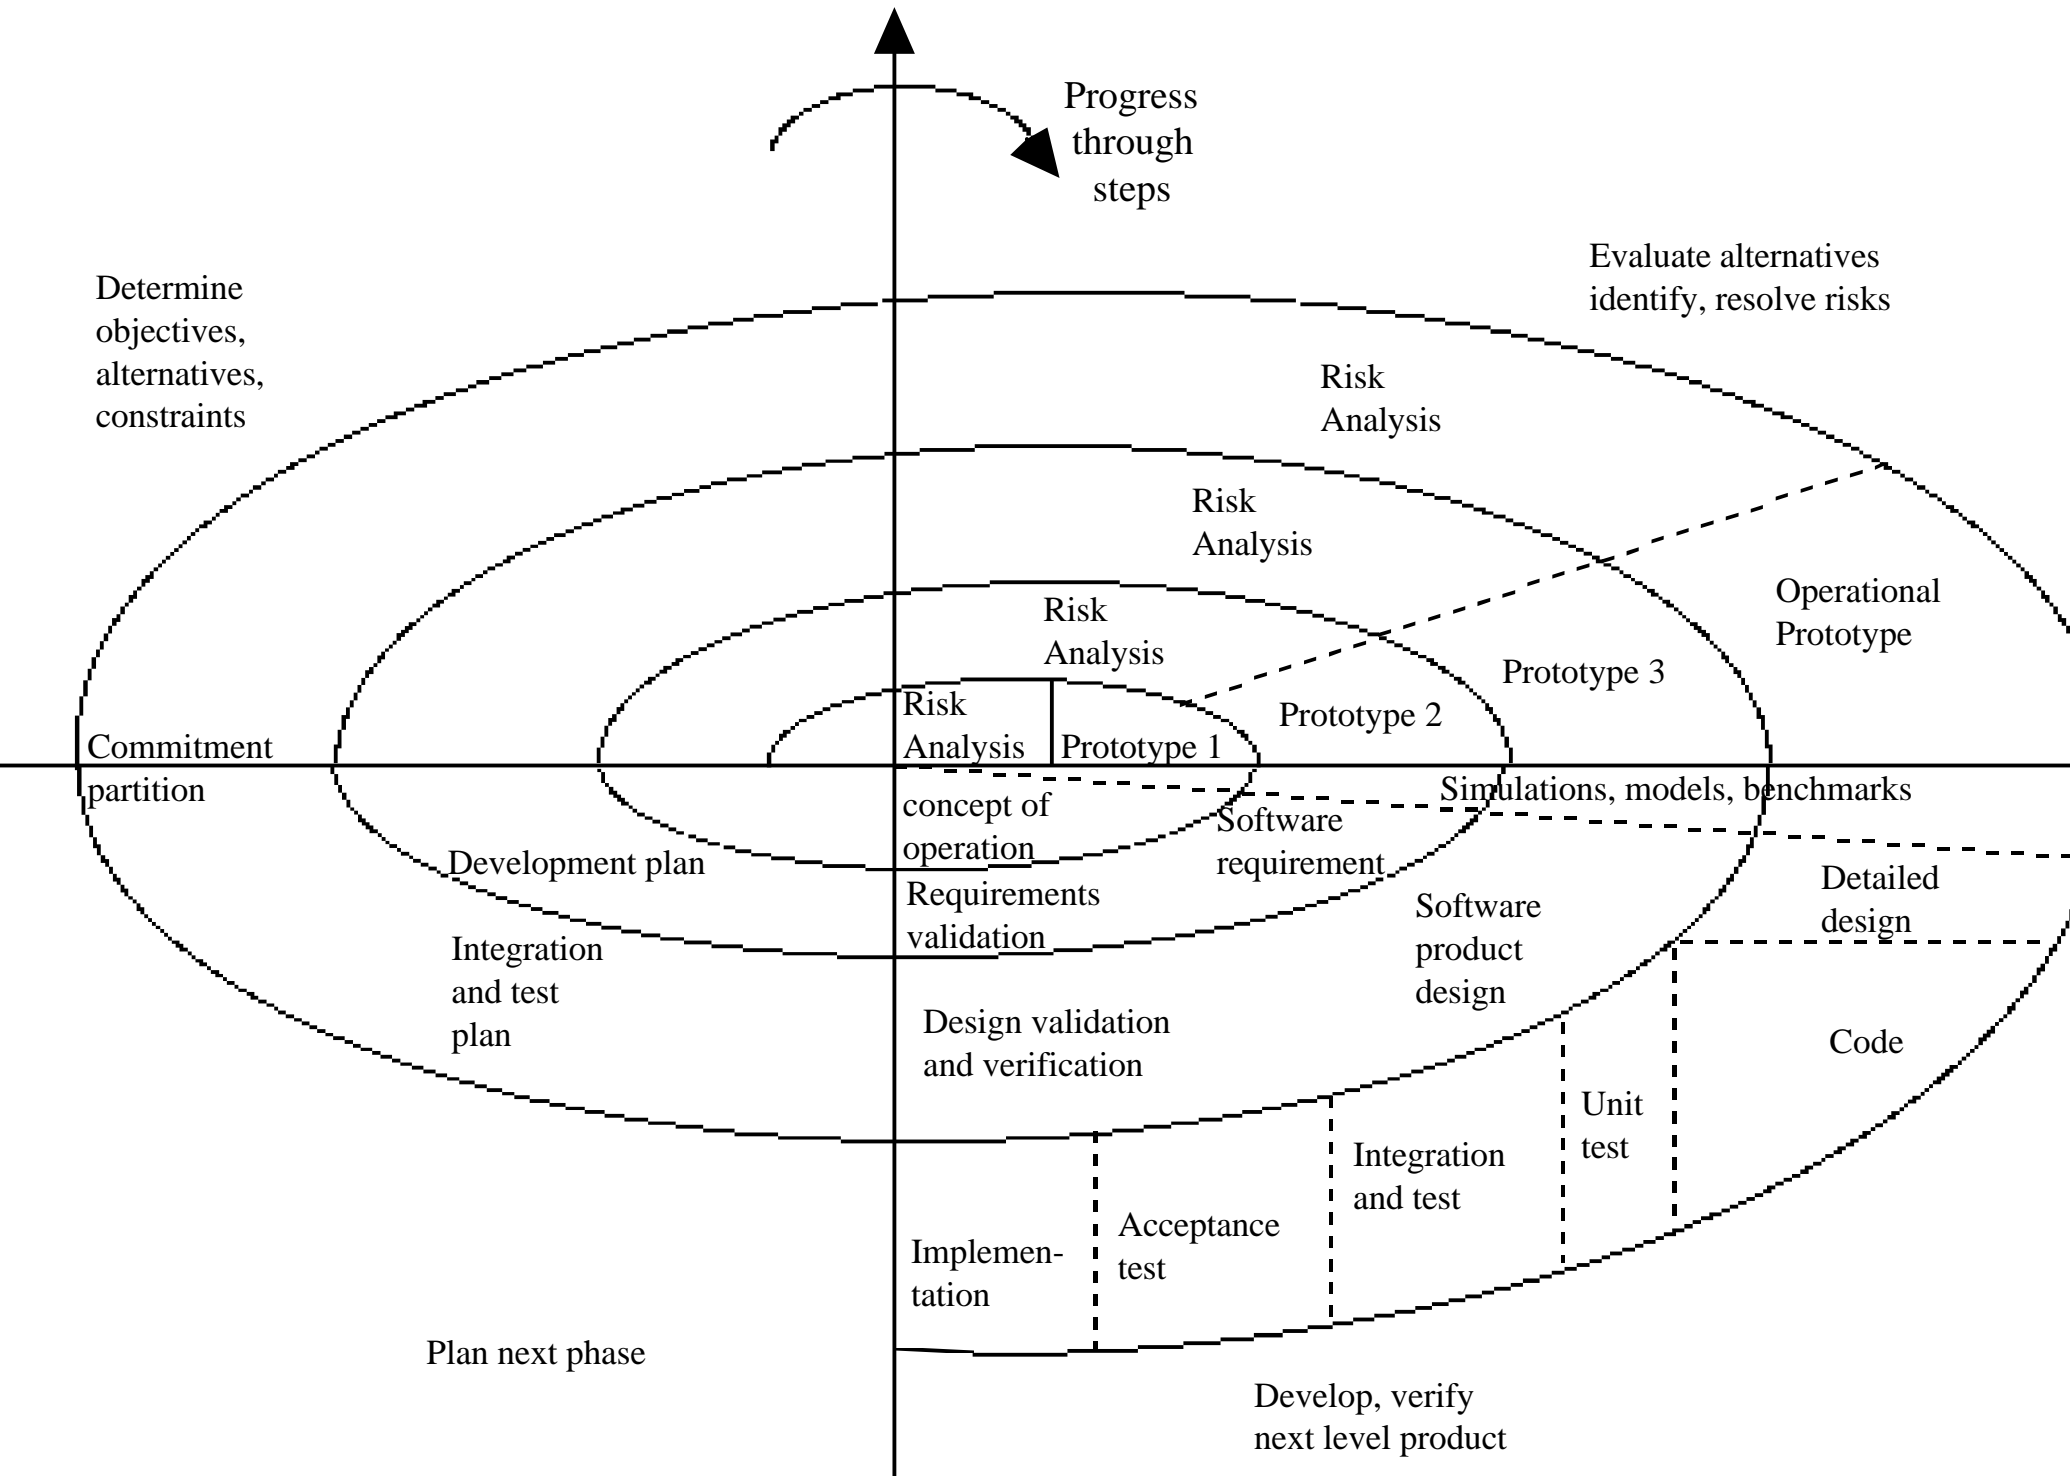 Progress
through
steps
Determine
objectives,
alternatives,
constraints
Evaluate alternatives
identify, resolve risks
Risk
Analysis
Risk
Analysis
Risk
Analysis
Risk
Analysis
Prototype 1
Prototype 2
Prototype 3
Operational
Prototype
Commitment
partition
Simulations, models, benchmarks
concept of
operation
Software
requirement
Development plan
Requirements
validation
Software
product
design
Detailed
design
Integration
and test
plan
Design validation
and verification
Code
Unit
test
Integration
and test
Acceptance
test
Implemen-
tation
Plan next phase
Develop, verify
next level product